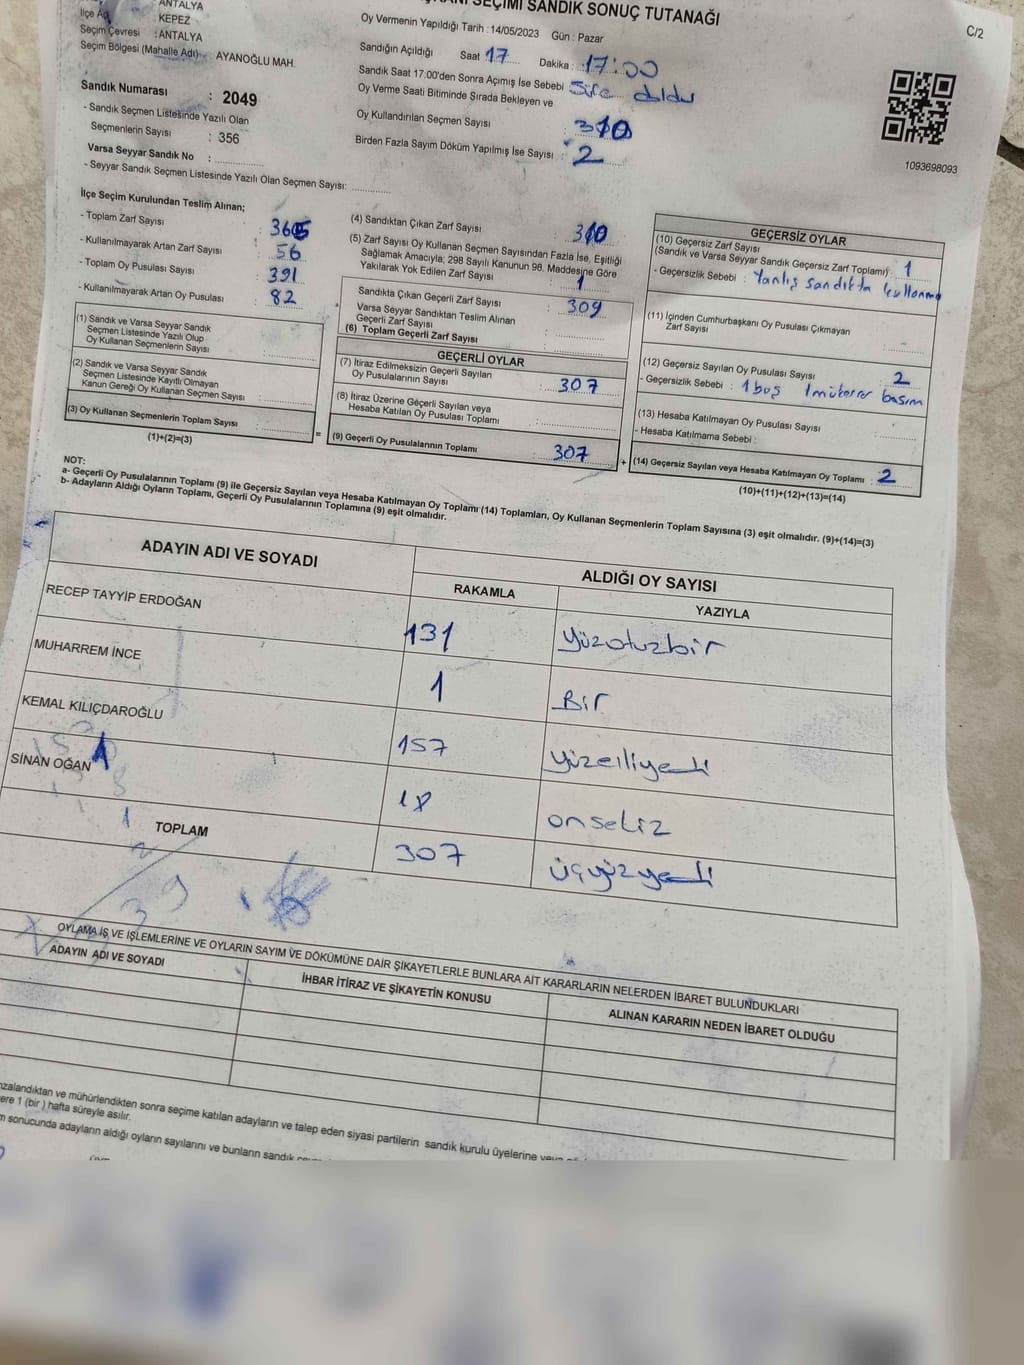 SEÇİMİ SANDIK SONUÇ TUTANAĞI
C/2
ANTALYA
İlçe Adı KEPEZ
Seçim Çevresi : ANTALYA
Seçim Bölgesi (Mahalle Adı) AYANOĞLU MAH.
Sandık Numarası : 2049
- Sandık Seçmen Listesinde Yazılı Olan
Seçmenlerin Sayısı : 356
Varsa Seyyar Sandık No :
- Seyyar Sandık Seçmen Listesinde Yazılı Olan Seçmen Sayısı:
Oy Vermenin Yapıldığı Tarih : 14/05/2023 Gün : Pazar
Sandığın Açıldığı Saat 17 Dakika : 17:00
Sandık Saat 17:00'den Sonra Açımış İse Sebebi Süre doldu
Oy Verme Saati Bitiminde Sırada Bekleyen ve
Oy Kullandırılan Seçmen Sayısı : 310
Birden Fazla Sayım Döküm Yapılmış İse Sayısı : 2
1093698093
İlçe Seçim Kurulundan Teslim Alınan;
- Toplam Zarf Sayısı 365
- Kullanılmayarak Artan Zarf Sayısı 56
- Toplam Oy Pusulası Sayısı 391
- Kullanılmayarak Artan Oy Pusulası 82
(1) Sandık ve Varsa Seyyar Sandık
Seçmen Listesinde Yazılı Olup
Oy Kullanan Seçmenlerin Sayısı :
(2) Sandık ve Varsa Seyyar Sandık
Seçmen Listesinde Kayıtlı Olmayan
Kanun Gereği Oy Kullanan Seçmen Sayısı :
(3) Oy Kullanan Seçmenlerin Toplam Sayısı :
(1)+(2)=(3)
=
(4) Sandıktan Çıkan Zarf Sayısı 310
(5) Zarf Sayısı Oy Kullanan Seçmen Sayısından Fazla İse, Eşitliği
Sağlamak Amacıyla; 298 Sayılı Kanunun 98. Maddesine Göre
Yakılarak Yok Edilen Zarf Sayısı : 1
Sandıkta Çıkan Geçerli Zarf Sayısı 309
Varsa Seyyar Sandıktan Teslim Alınan
Geçerli Zarf Sayısı
(6) Toplam Geçerli Zarf Sayısı :
GEÇERLİ OYLAR
(7) İtiraz Edilmeksizin Geçerli Sayılan
Oy Pusulalarının Sayısı : 307
(8) İtiraz Üzerine Geçerli Sayılan veya
Hesaba Katılan Oy Pusulası Toplamı :
(9) Geçerli Oy Pusulalarının Toplamı : 307
+
GEÇERSİZ OYLAR
(10) Geçersiz Zarf Sayısı
(Sandık ve Varsa Seyyar Sandık Geçersiz Zarf Toplamı) : 1
- Geçersizlik Sebebi : Yanlış sandıkta kullanma
(11) İçinden Cumhurbaşkanı Oy Pusulası Çıkmayan
Zarf Sayısı :
(12) Geçersiz Sayılan Oy Pusulası Sayısı : 2
- Geçersizlik Sebebi : 1 boş 1 mükerrer basım
(13) Hesaba Katılmayan Oy Pusulası Sayısı :
- Hesaba Katılmama Sebebi :
(14) Geçersiz Sayılan veya Hesaba Katılmayan Oy Toplamı : 2
(10)+(11)+(12)+(13)=(14)
NOT:
a- Geçerli Oy Pusulalarının Toplamı (9) ile Geçersiz Sayılan veya Hesaba Katılmayan Oy Toplamı (14) Toplamları, Oy Kullanan Seçmenlerin Toplam Sayısına (3) eşit olmalıdır. (9)+(14)=(3)
b- Adayların Aldığı Oyların Toplamı, Geçerli Oy Pusulalarının Toplamına (9) eşit olmalıdır.
ADAYIN ADI VE SOYADI ALDIĞI OY SAYISI
RAKAMLA YAZIYLA
RECEP TAYYİP ERDOĞAN 131 yüzotuzbir
MUHARREM İNCE 1 Bir
KEMAL KILIÇDAROĞLU 157 yüzelliyedi
SİNAN OĞAN 18 onsekiz
TOPLAM 307 üçyüzyedi
OYLAMA İŞ VE İŞLEMLERİNE VE OYLARIN SAYIM VE DÖKÜMÜNE DAİR ŞİKAYETLERLE BUNLARA AİT KARARLARIN NELERDEN İBARET BULUNDUKLARI
ADAYIN ADI VE SOYADI İHBAR İTİRAZ VE ŞİKAYETİN KONUSU ALINAN KARARIN NEDEN İBARET OLDUĞU
mzalandıktan ve mühürlendikten sonra seçime katılan adayların ve talep eden siyasi partilerin sandık kurulu üyelerine veya
ere 1 (bir ) hafta süreyle asılır.
m sonucunda adayların aldığı oyların sayılarını ve bunların sandık